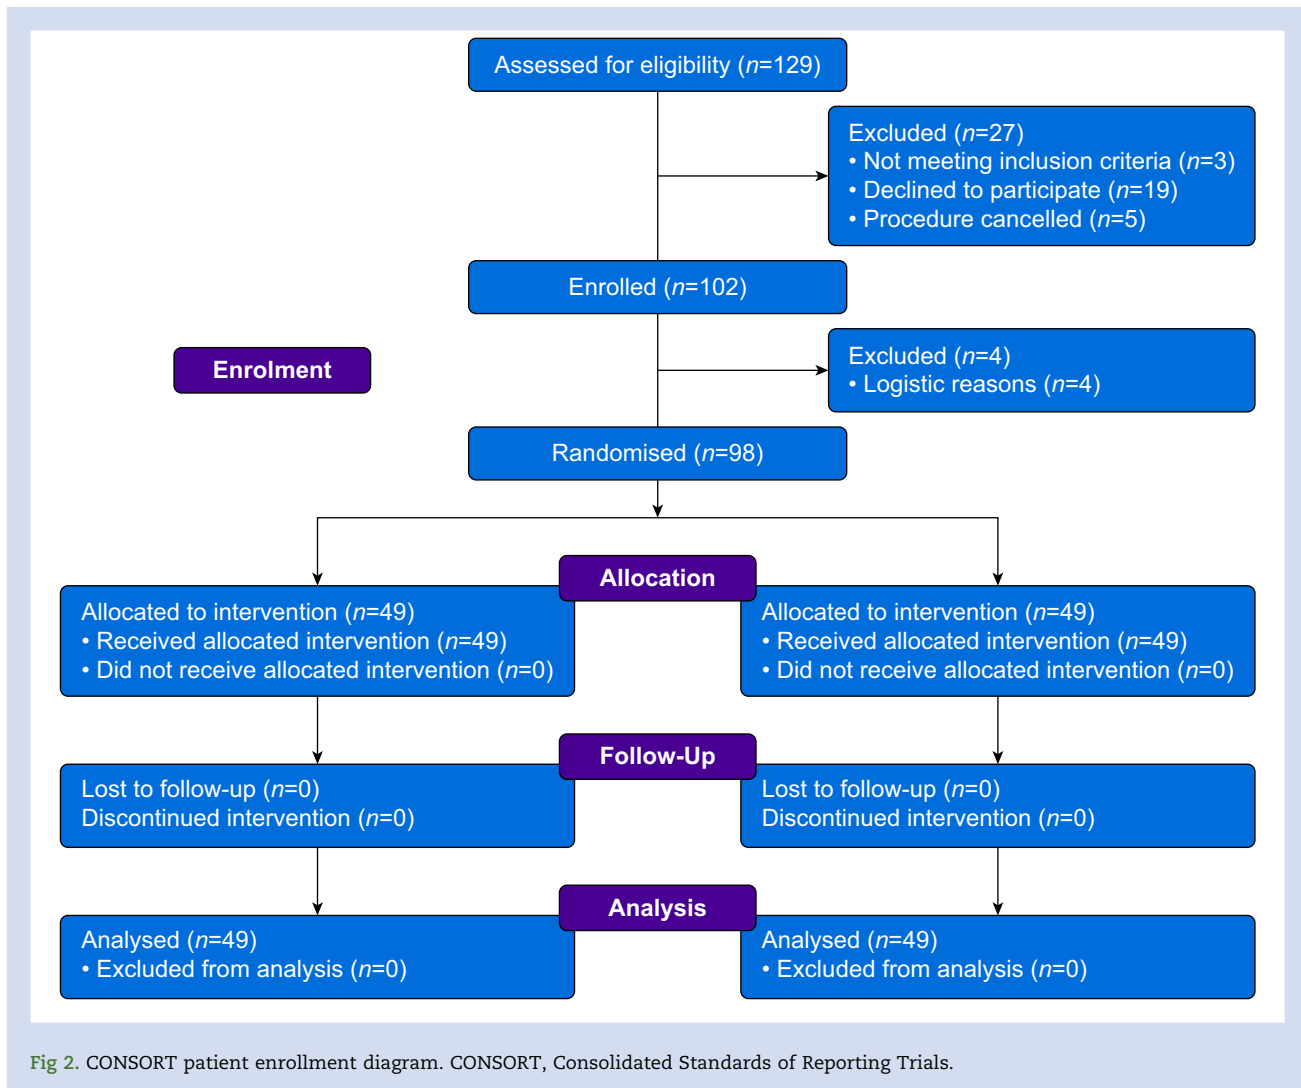 Assessed for eligibility (n=129)
Excluded (n=27)
• Not meeting inclusion criteria (n=3)
• Declined to participate (n=19)
• Procedure cancelled (n=5)
Enrolled (n=102)
Enrolment
Excluded (n=4)
• Logistic reasons (n=4)
Randomised (n=98)
Allocation
Allocated to intervention (n=49)
• Received allocated intervention (n=49)
• Did not receive allocated intervention (n=0)
Allocated to intervention (n=49)
• Received allocated intervention (n=49)
• Did not receive allocated intervention (n=0)
Follow-Up
Lost to follow-up (n=0)
Discontinued intervention (n=0)
Lost to follow-up (n=0)
Discontinued intervention (n=0)
Analysis
Analysed (n=49)
• Excluded from analysis (n=0)
Analysed (n=49)
• Excluded from analysis (n=0)
Fig 2. CONSORT patient enrollment diagram. CONSORT, Consolidated Standards of Reporting Trials.